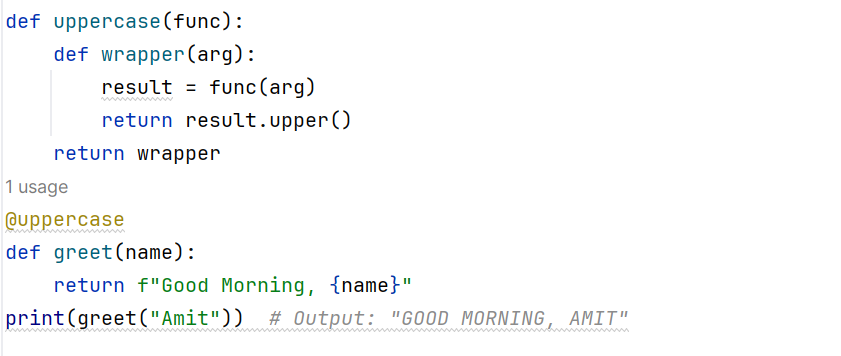 def uppercase(func):
    def wrapper(arg):
        result = func(arg)
        return result.upper()
    return wrapper
1 usage
@uppercase
def greet(name):
    return f"Good Morning, {name}"
print(greet("Amit"))  # Output: "GOOD MORNING, AMIT"